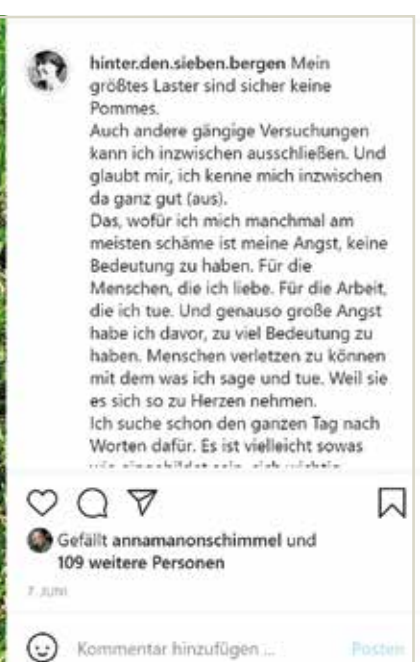 hinter.den.sieben.bergen Mein
größtes Laster sind sicher keine
Pommes.
Auch andere gängige Versuchungen
kann ich inzwischen ausschließen. Und
glaubt mir, ich kenne mich inzwischen
da ganz gut (aus).
Das, wofür ich mich manchmal am
meisten schäme ist meine Angst, keine
Bedeutung zu haben. Für die
Menschen, die ich liebe. Für die Arbeit,
die ich tue. Und genauso große Angst
habe ich davor, zu viel Bedeutung zu
haben. Menschen verletzen zu können
mit dem was ich sage und tue. Weil sie
es sich so zu Herzen nehmen.
Ich suche schon den ganzen Tag nach
Worten dafür. Es ist vielleicht sowas
Gefällt annamanonschimmel und
109 weitere Personen
7. JUNI
Kommentar hinzufügen ...
Posten